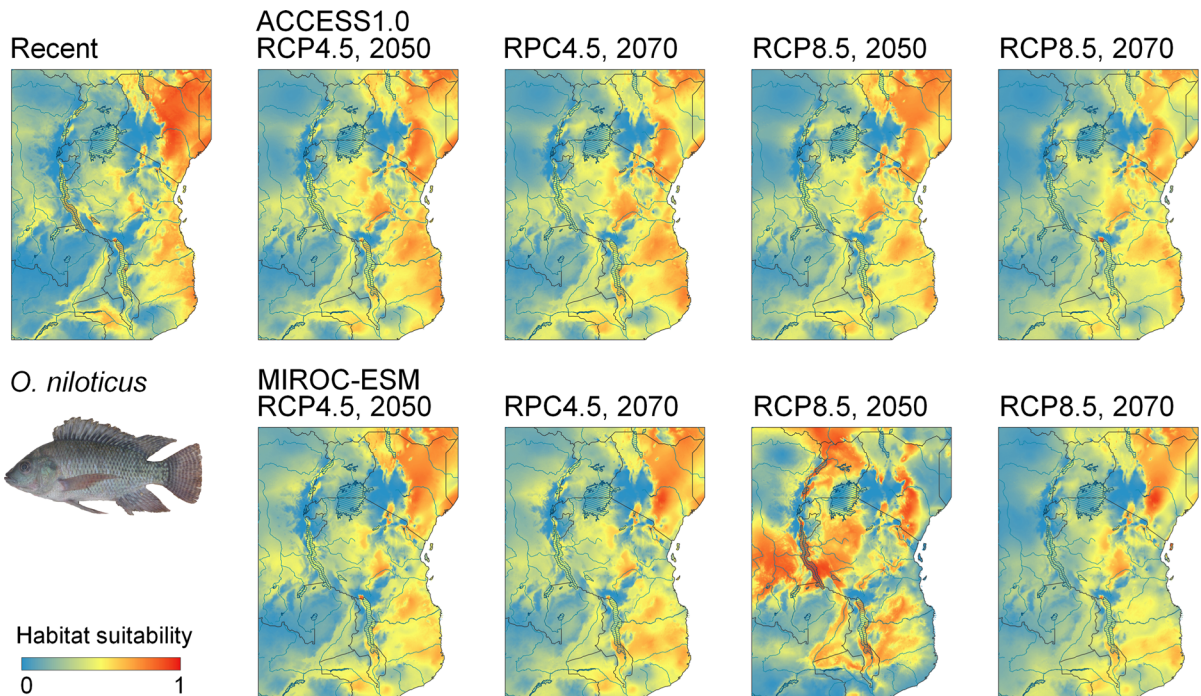 ACCESS1.0
Recent
RCP4.5, 2050
RPC4.5, 2070
RCP8.5, 2050
RCP8.5, 2070
O. niloticus
MIROC-ESM
RCP4.5, 2050
RPC4.5, 2070
RCP8.5, 2050
RCP8.5, 2070
Habitat suitability
0
1